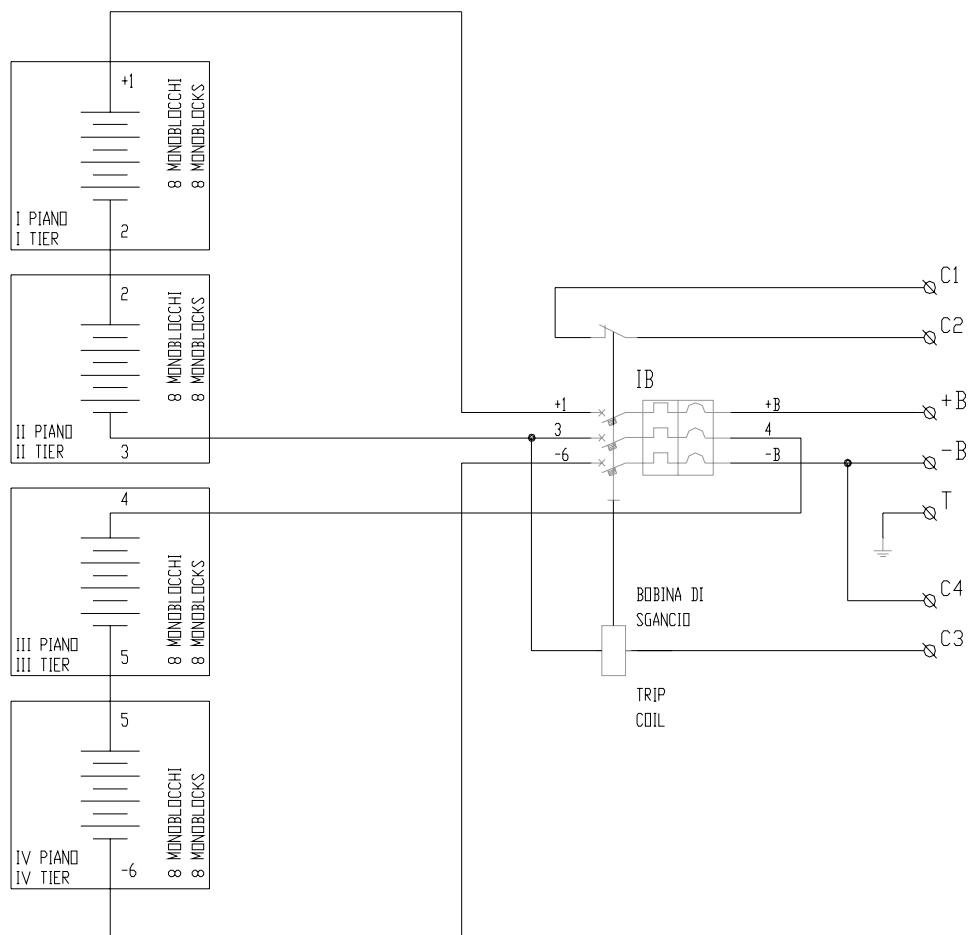 +1
8 MONOBLOCCHI
8 MONOBLOCKS
I PIANO
I TIER
2
2
8 MONOBLOCCHI
8 MONOBLOCKS
II PIANO
II TIER
3
4
8 MONOBLOCCHI
8 MONOBLOCKS
III PIANO
III TIER
5
5
8 MONOBLOCCHI
8 MONOBLOCKS
IV PIANO
IV TIER
-6
C1
C2
IB
+1
+B
+B
3
4
-6
-B
-B
T
C4
BOBINA DI
SGANCIO
C3
TRIP
COIL